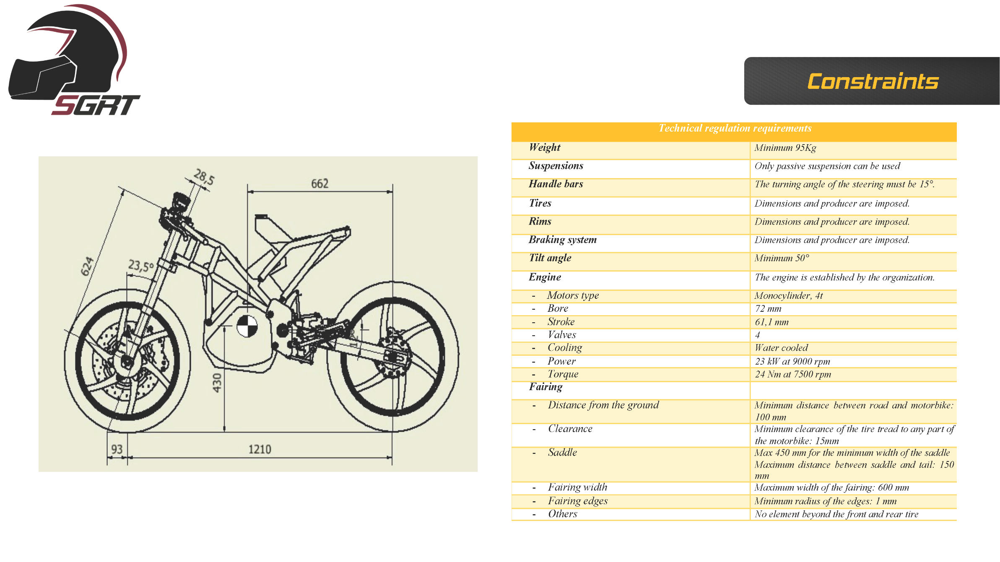 SGRT
Constraints
28,5
662
624
23,5°
430
93
1210
Technical regulation requirements
Weight
Minimum 95Kg
Suspensions
Only passive suspension can be used
Handle bars
The turning angle of the steering must be 15°.
Tires
Dimensions and producer are imposed.
Rims
Dimensions and producer are imposed.
Braking system
Dimensions and producer are imposed.
Tilt angle
Minimum 50°
Engine
The engine is established by the organization.
- Motors type
Monocylinder, 4t
- Bore
72 mm
- Stroke
61,1 mm
- Valves
4
- Cooling
Water cooled
- Power
23 kW at 9000 rpm
- Torque
24 Nm at 7500 rpm
Fairing
- Distance from the ground
Minimum distance between road and motorbike:
100 mm
- Clearance
Minimum clearance of the tire tread to any part of
the motorbike: 15mm
- Saddle
Max 450 mm for the minimum width of the saddle
Maximum distance between saddle and tail: 150
mm
- Fairing width
Maximum width of the fairing: 600 mm
- Fairing edges
Minimum radius of the edges: 1 mm
- Others
No element beyond the front and rear tire